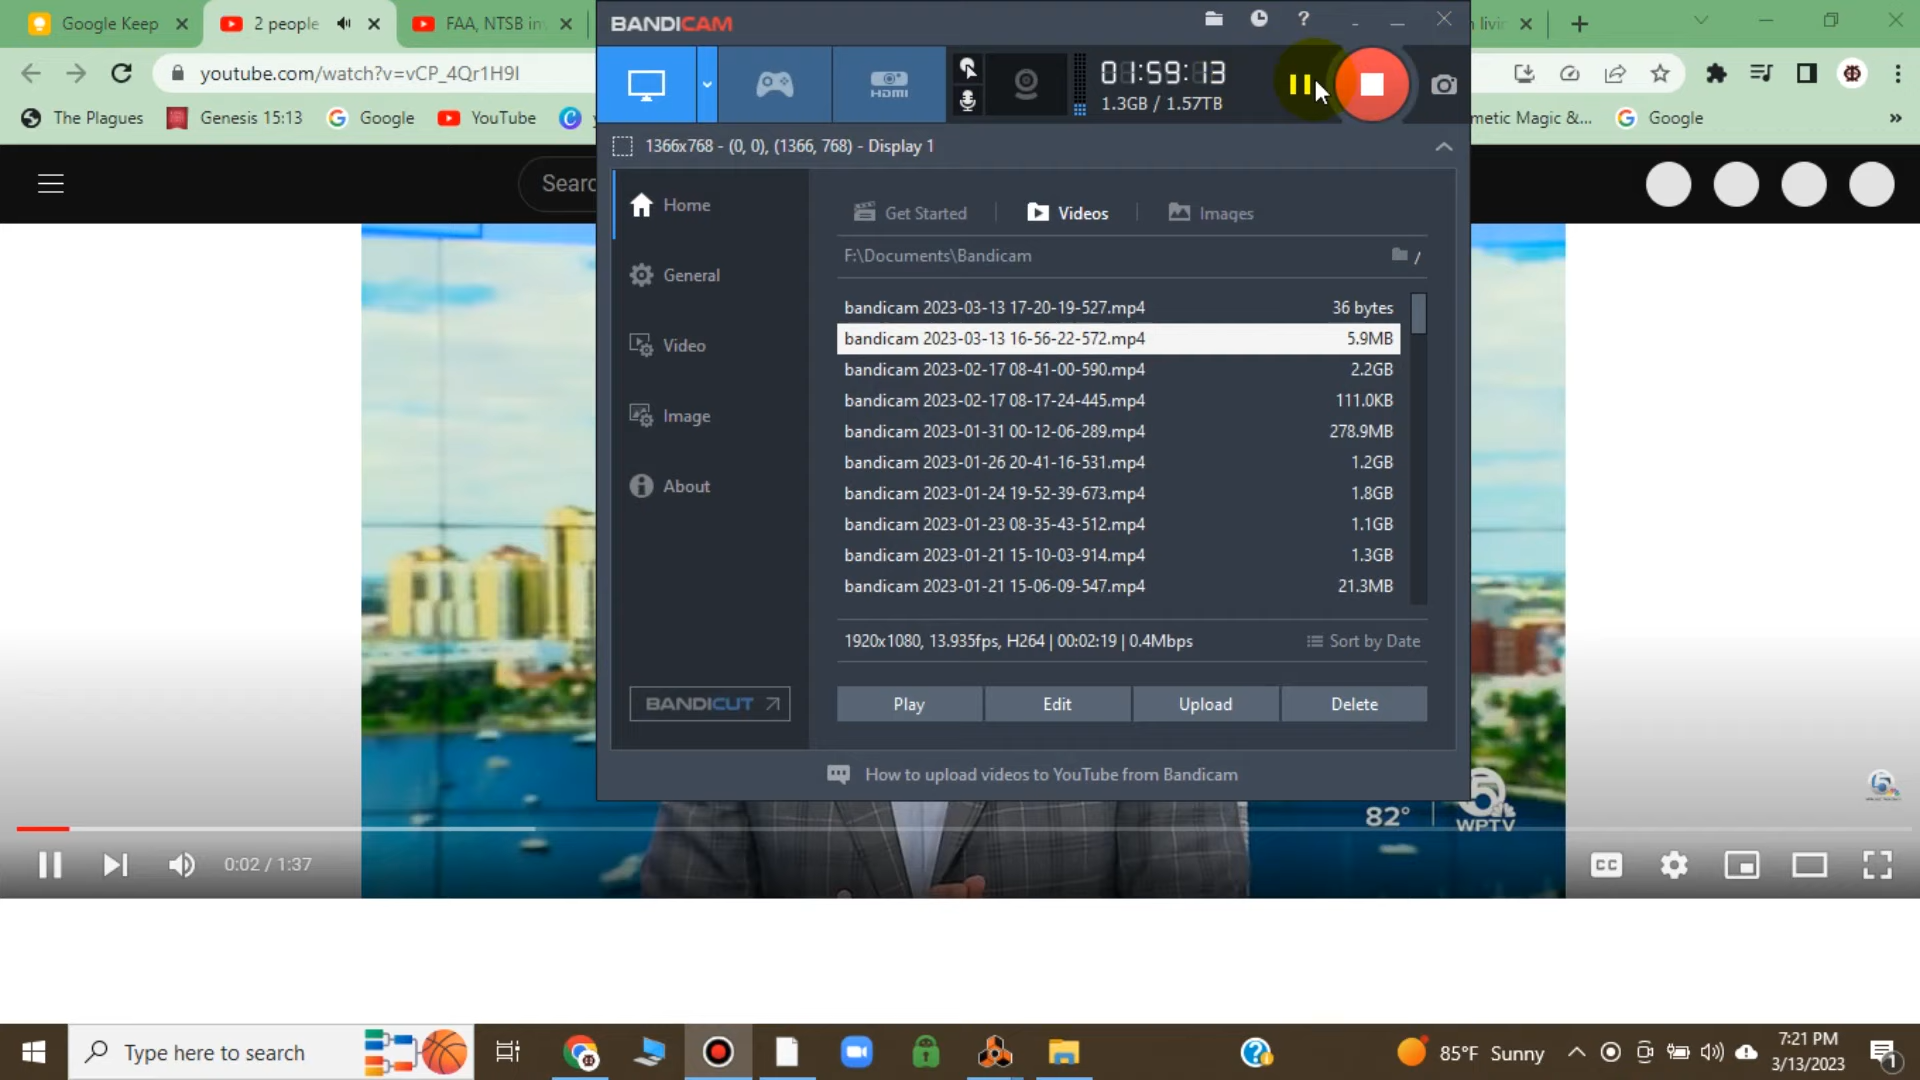 Google Keep
2 people
FAA, NTSB in
livi
youtube.com/watch?v=vCP_4Qr1H9I
The Plagues
Genesis 15:13
Google
YouTube
metic Magic &...
Google
»
Searc
BANDICAM
?
HDMI
01:59:13
1.3GB / 1.57TB
1366x768 - (0, 0), (1366, 768) - Display 1
Home
General
Video
Image
About
BANDICUT
Get Started
Videos
Images
F:\Documents\Bandicam
/
bandicam 2023-03-13 17-20-19-527.mp4 36 bytes
bandicam 2023-03-13 16-56-22-572.mp4 5.9MB
bandicam 2023-02-17 08-41-00-590.mp4 2.2GB
bandicam 2023-02-17 08-17-24-445.mp4 111.0KB
bandicam 2023-01-31 00-12-06-289.mp4 278.9MB
bandicam 2023-01-26 20-41-16-531.mp4 1.2GB
bandicam 2023-01-24 19-52-39-673.mp4 1.8GB
bandicam 2023-01-23 08-35-43-512.mp4 1.1GB
bandicam 2023-01-21 15-10-03-914.mp4 1.3GB
bandicam 2023-01-21 15-06-09-547.mp4 21.3MB
1920x1080, 13.935fps, H264 | 00:02:19 | 0.4Mbps
Sort by Date
Play
Edit
Upload
Delete
How to upload videos to YouTube from Bandicam
82°
5
WPTV
0:02 / 1:37
CC
Type here to search
85°F Sunny
7:21 PM
3/13/2023
1